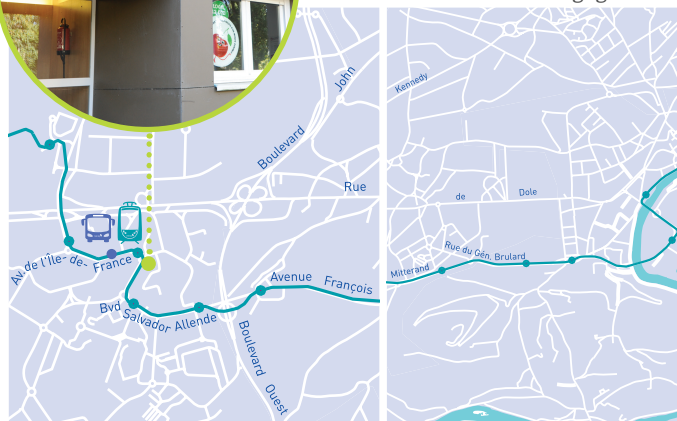 Boulevard
John
Rue
Av. de l'Île-de-France
Bvd Salvador Allende
Avenue François
Boulevard Ouest
Kennedy
de Dole
Rue du Gén. Brulard
Mitterand